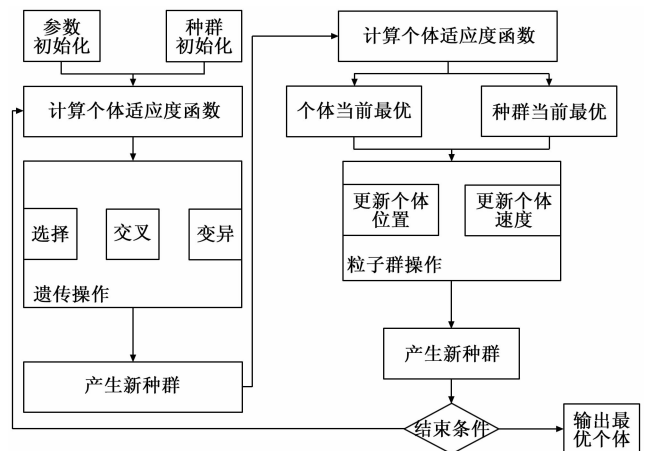 参数
初始化
种群
初始化
计算个体适应度函数
选择
交叉
变异
遗传操作
产生新种群
计算个体适应度函数
个体当前最优
种群当前最优
更新个体
位置
更新个体
速度
粒子群操作
产生新种群
结束条件
输出最
优个体